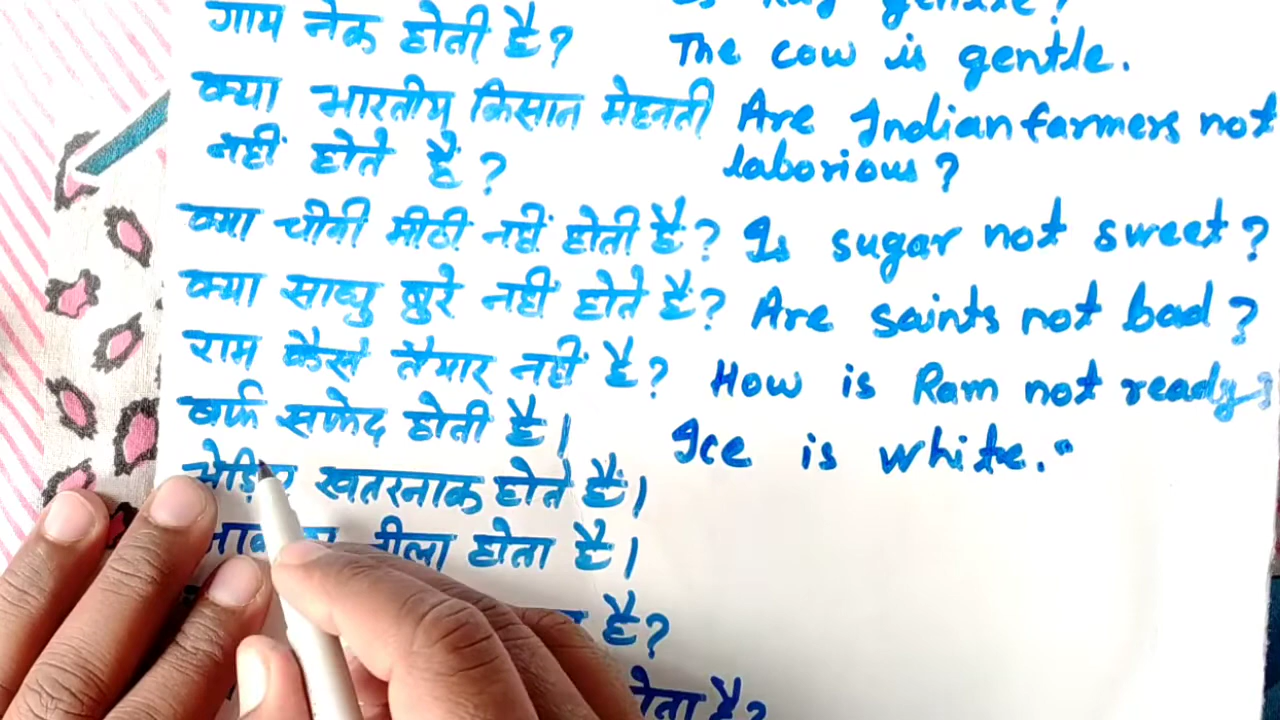 गाय नेक होती है? The cow is gentle.
क्या भारतीय किसान मेहनती Are Indian farmers not
नहीं होते हैं? laborious?
क्या चीनी मीठी नहीं होती है? Is sugar not sweet?
क्या साधु बुरे नहीं होते हैं? Are saints not bad?
राम कैसे तैयार नहीं है? How is Ram not ready?
बर्फ सफेद होती है। Ice is white.
खतरनाक होते हैं।
नीला होता है।
है?
होता है?